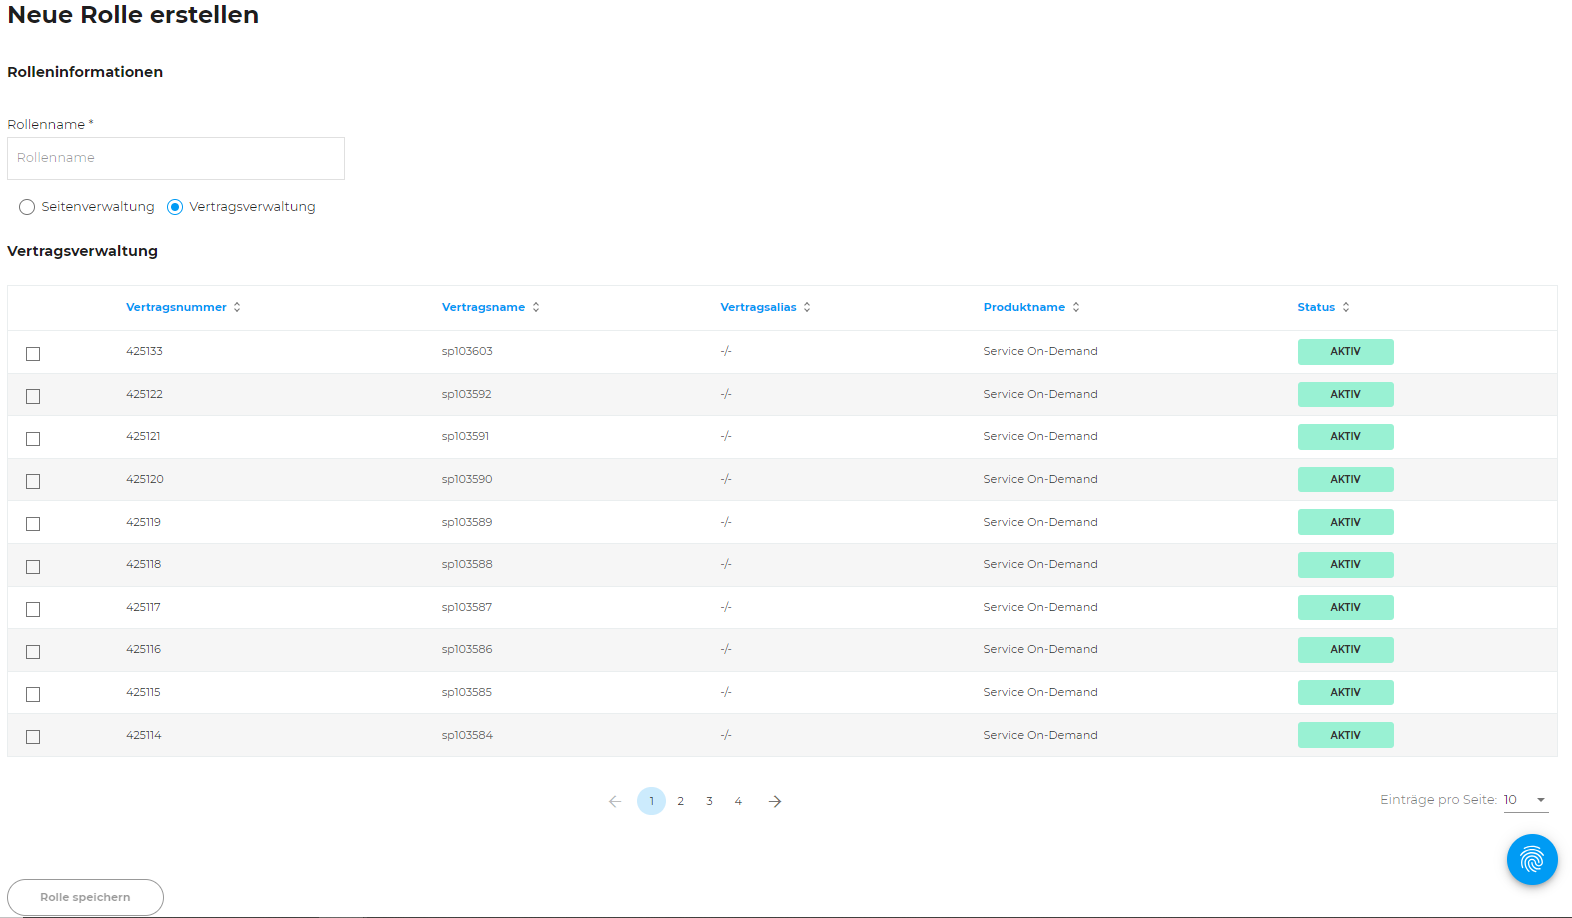 Neue Rolle erstellen
Rolleninformationen
Rollenname *
Rollenname
Seitenverwaltung Vertragsverwaltung
Vertragsverwaltung
Vertragsnummer Vertragsname Vertragsalias Produktname Status
425133 sp103603 -/- Service On-Demand AKTIV
425122 sp103592 -/- Service On-Demand AKTIV
425121 sp103591 -/- Service On-Demand AKTIV
425120 sp103590 -/- Service On-Demand AKTIV
425119 sp103589 -/- Service On-Demand AKTIV
425118 sp103588 -/- Service On-Demand AKTIV
425117 sp103587 -/- Service On-Demand AKTIV
425116 sp103586 -/- Service On-Demand AKTIV
425115 sp103585 -/- Service On-Demand AKTIV
425114 sp103584 -/- Service On-Demand AKTIV
1 2 3 4 Einträge pro Seite: 10
Rolle speichern